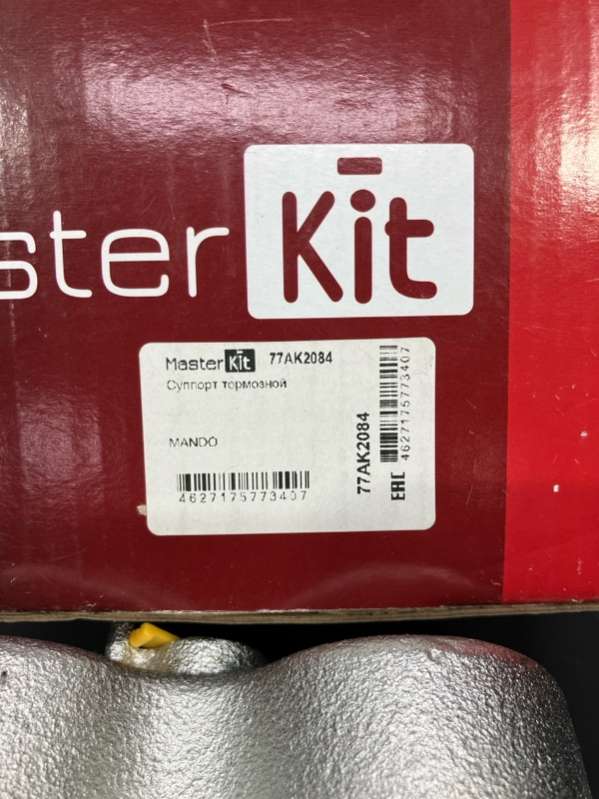 ster Kit
Master Kit 77AK2084
Суппорт тормозной
MANDO
4627175773407
77AK2084
EAC 4627175773407